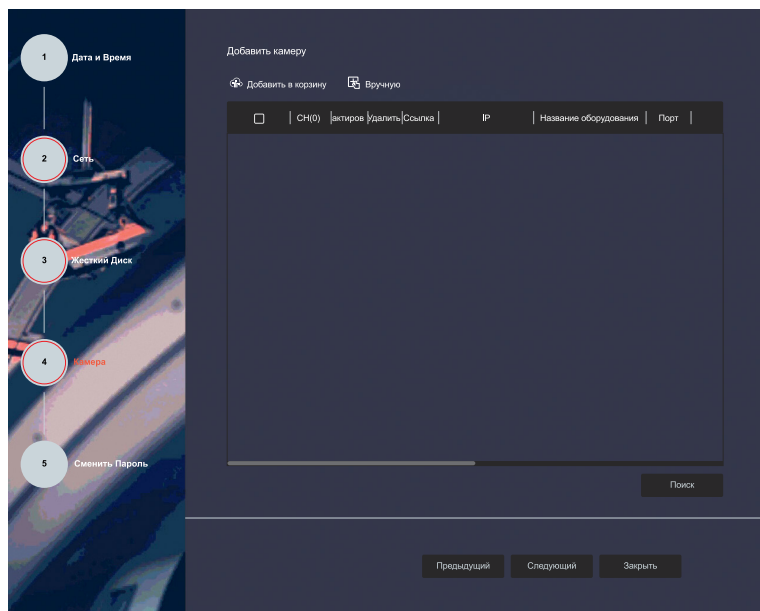 1 Дата и Время
2 Сеть
3 Жесткий Диск
4 Камера
5 Сменить Пароль
Добавить камеру
Добавить в корзину Вручную
CH(0) актиров Удалить Ссылка IP Название оборудования Порт
Поиск
Предыдущий Следующий Закрыть